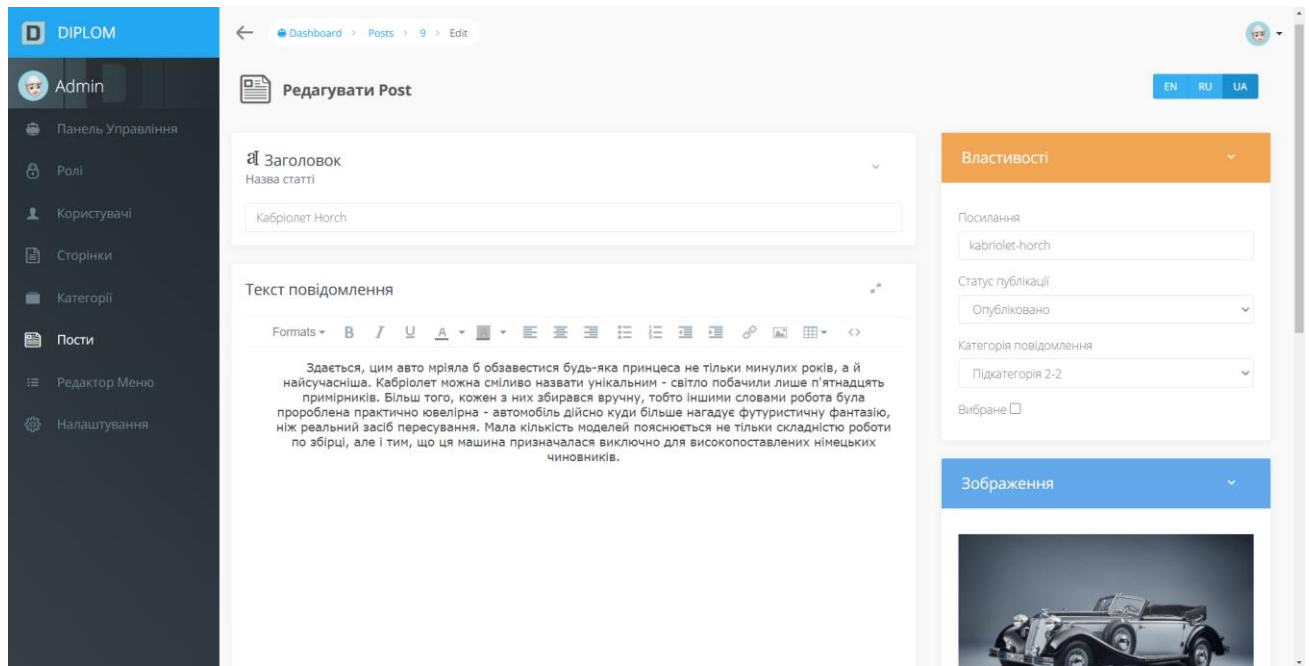 D DIPLOM
Dashboard > Posts > 9 > Edit
Admin
Редагувати Post
EN RU UA
Панель Управління
Ролі
Користувачі
Сторінки
Категорії
Пости
Редактор Меню
Налаштування
aI Заголовок
Назва статті
Кабріолет Horch
Текст повідомлення
Formats B I U A A
Здається, цим авто мріяла б обзавестися будь-яка принцеса не тільки минулих років, а й
найсучасніша. Кабріолет можна сміливо назвати унікальним - світло побачили лише п'ятнадцять
примірників. Більш того, кожен з них збирався вручну, тобто іншими словами робота була
пророблена практично ювелірна - автомобіль дійсно куди більше нагадує футуристичну фантазію,
ніж реальний засіб пересування. Мала кількість моделей пояснюється не тільки складністю роботи
по збірці, але і тим, що ця машина призначалася виключно для високопоставлених німецьких
чиновників.
Властивості
Посилання
kabriolet-horch
Статус публікації
Опубліковано
Категорія повідомлення
Підкатегорія 2-2
Вибране
Зображення